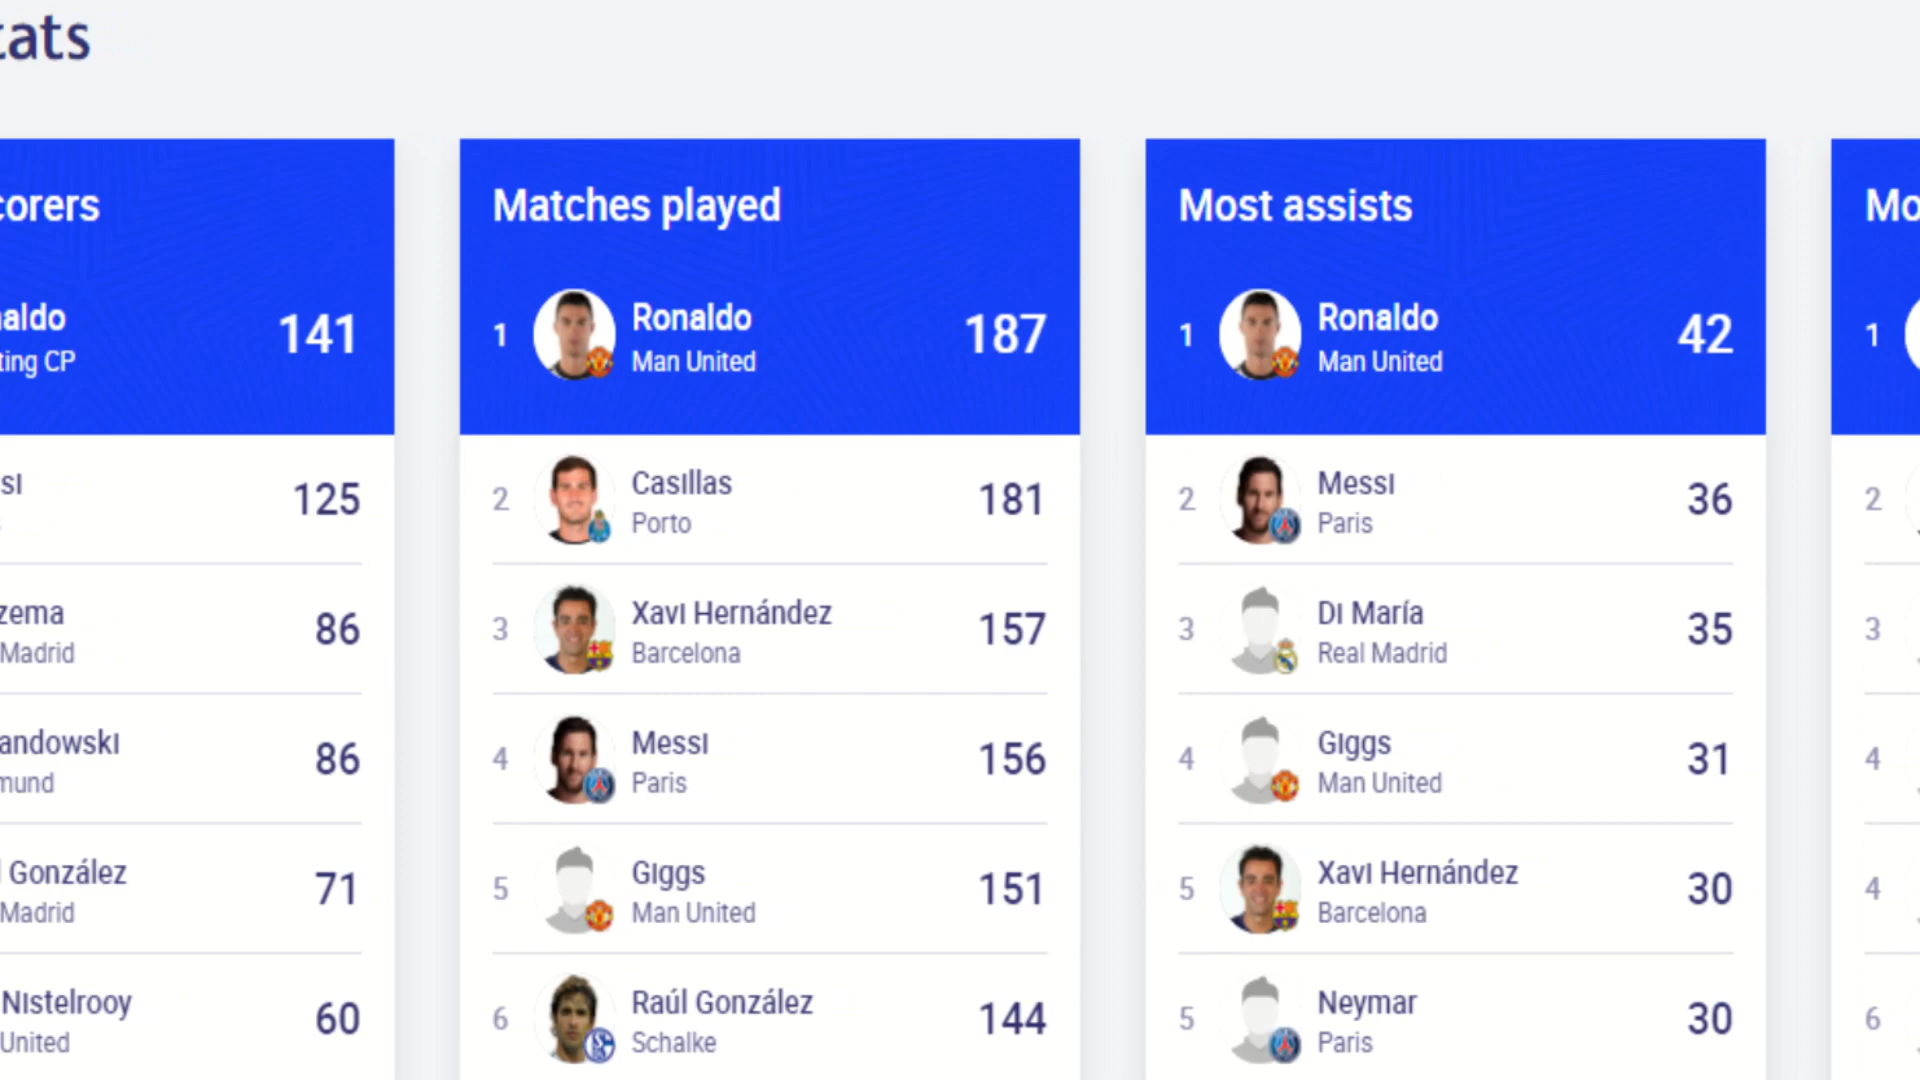 tats
corers
naldo
ting CP
141
si
125
zema
Madrid
86
andowski
mund
86
l González
Madrid
71
Nistelrooy
United
60
Matches played
1
Ronaldo
Man United
187
2
Casillas
Porto
181
3
Xavi Hernández
Barcelona
157
4
Messi
Paris
156
5
Giggs
Man United
151
6
Raúl González
Schalke
144
Most assists
1
Ronaldo
Man United
42
2
Messi
Paris
36
3
Di María
Real Madrid
35
4
Giggs
Man United
31
5
Xavi Hernández
Barcelona
30
5
Neymar
Paris
30
Mo
1
2
3
4
4
6